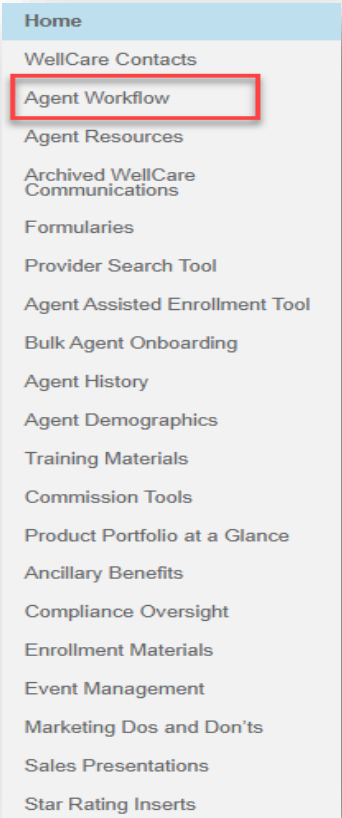 Home
WellCare Contacts
Agent Workflow
Agent Resources
Archived WellCare
Communications
Formularies
Provider Search Tool
Agent Assisted Enrollment Tool
Bulk Agent Onboarding
Agent History
Agent Demographics
Training Materials
Commission Tools
Product Portfolio at a Glance
Ancillary Benefits
Compliance Oversight
Enrollment Materials
Event Management
Marketing Dos and Don’ts
Sales Presentations
Star Rating Inserts